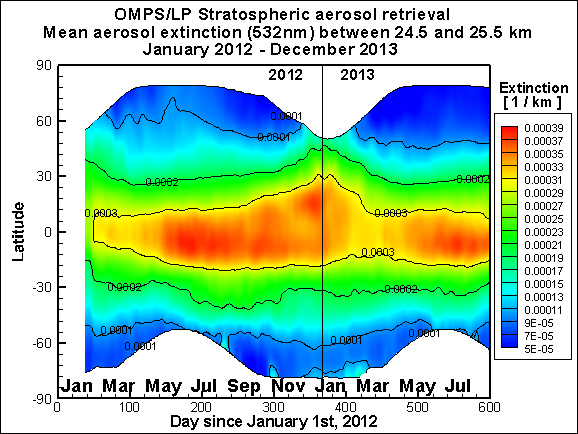 OMPS/LP Stratospheric aerosol retrieval
Mean aerosol extinction (532nm) between 24.5 and 25.5 km
January 2012 - December 2013
2012 2013
90
60
30
0
-30
-60
-90
Latitude
0.0001
0.0001
0.0002
0.0002
0.0003
0.0003
0.0003
0.0002
0.0002
0.0001
0.0001
0.0001
Jan Mar May Jul Sep Nov Jan Mar May Jul
0 100 200 300 400 500 600
Day since January 1st, 2012
Extinction
[ 1 / km ]
0.00039
0.00037
0.00035
0.00033
0.00031
0.00029
0.00027
0.00025
0.00023
0.00021
0.00019
0.00017
0.00015
0.00013
0.00011
9E-05
7E-05
5E-05